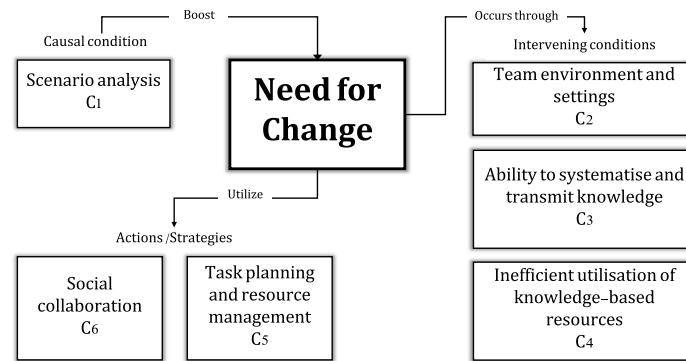 Boost
Causal condition
Scenario analysis
C1
Need for
Change
Occurs through
Intervening conditions
Team environment and
settings
C2
Ability to systematise and
transmit knowledge
C3
Inefficient utilisation of
knowledge–based
resources
C4
Utilize
Actions /Strategies
Social
collaboration
C6
Task planning
and resource
management
C5